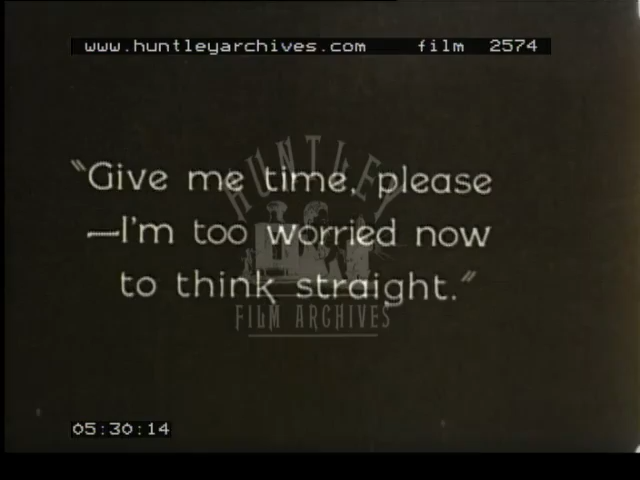 www.huntleyarchives.com film 2574
HUNTLEY
"Give me time, please
—I'm too worried now
to think straight."
FILM ARCHIVES
05:30:14